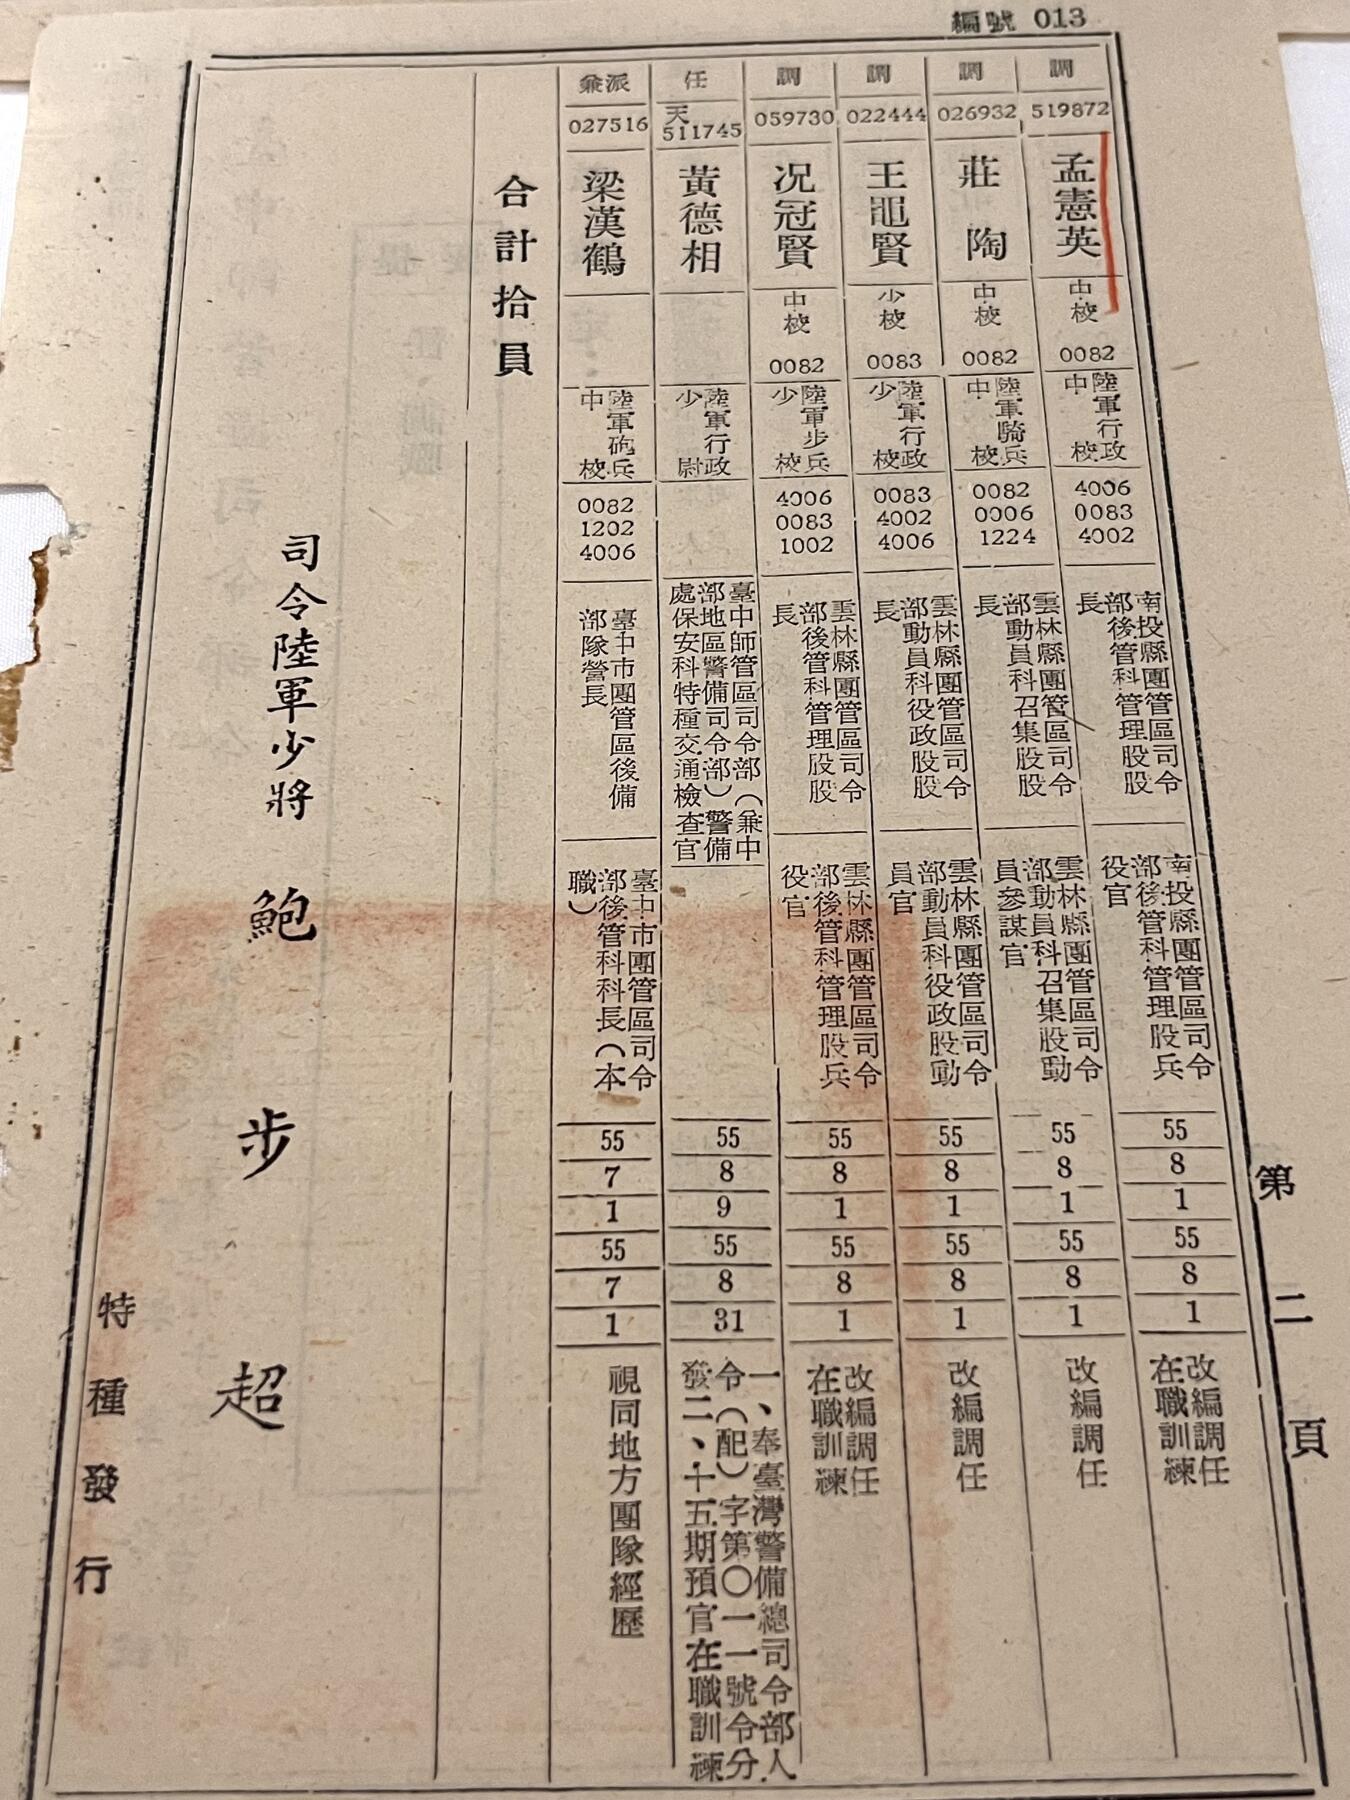 編號 013
調
519872
孟憲英
中校
0082
陸軍行政
中校
4006
0083
4002
南投縣團管區司令
部後管科管理股股
長
南投縣團管區司令
部後管科管理股兵
役官
55
8
1
55
8
1
改編調任
在職訓練
調
026932
莊陶
中校
0082
陸軍騎兵
中校
0082
0006
1224
雲林縣團管區司令
部動員科召集股股
長
雲林縣團管區司令
部動員科召集股動
員參謀官
55
8
1
55
8
1
改編調任
調
022444
王黽賢
少校
0083
陸軍行政
少校
0083
4002
4006
雲林縣團管區司令
部動員科役政股股
長
雲林縣團管區司令
部動員科役政股動
員官
55
8
1
55
8
1
改編調任
調
059730
况冠賢
中校
0082
陸軍步兵
少校
4006
0083
1002
雲林縣團管區司令
部後管科管理股股
長
雲林縣團管區司令
部後管科管理股兵
役官
55
8
1
55
8
1
改編調任
在職訓練
任
天
511745
黃德相
陸軍行政
少尉
臺中師管區司令部（兼中
部地區警備司令部）警備
處保安科特種交通檢查官
55
8
9
55
8
31
一、奉臺灣警備總司令部人
令（配）字第〇一一號令分
發二、十五期預官在職訓練
兼派
027516
梁漢鶴
陸軍砲兵
中校
0082
1202
4006
臺中市團管區後備
部隊營長
臺中市團管區司令
部後管科科長（本
職）
55
7
1
55
7
1
視同地方團隊經歷
合計拾員
司令陸軍少將 鮑步超
第二頁
特種發行